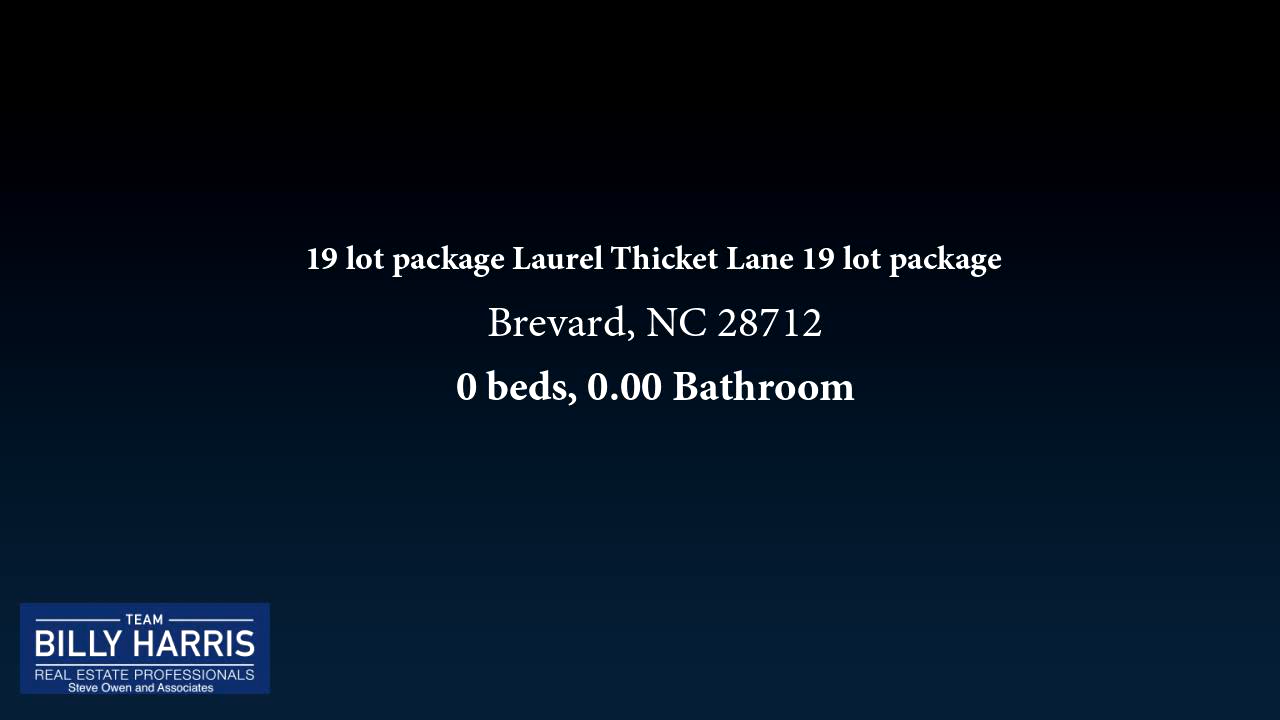 19 lot package Laurel Thicket Lane 19 lot package
Brevard, NC 28712
0 beds, 0.00 Bathroom
TEAM
BILLY HARRIS
REAL ESTATE PROFESSIONALS
Steve Owen and Associates